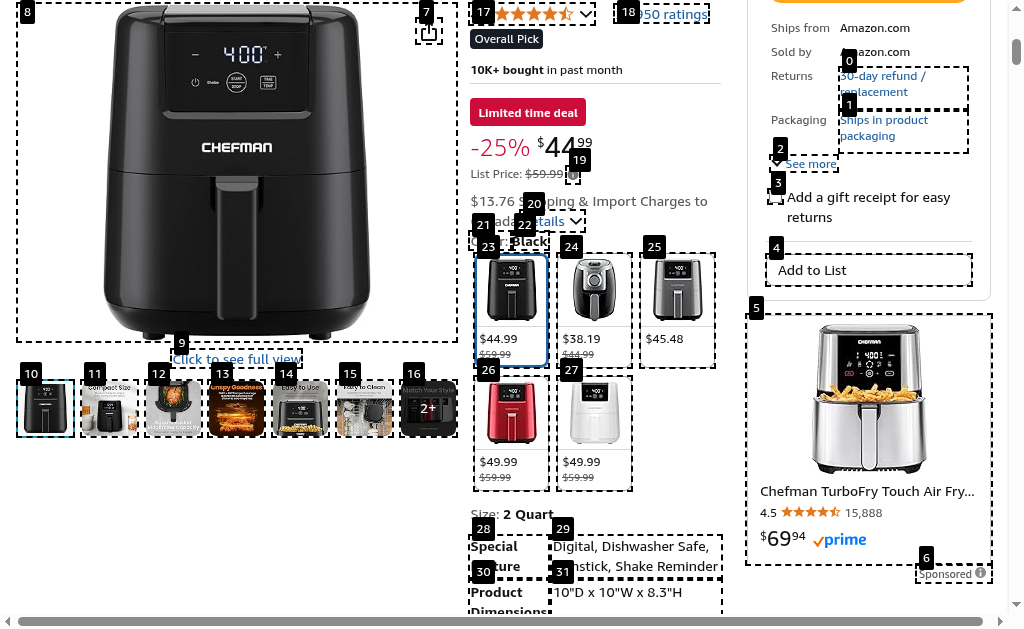 8
400
Shake
START STOP
CHEFMAN
7
9
Click to see full view
10
11
Compact Size
12
13
Crispy Goodness
14
Easy to Use
15
Easy to Clean
16
Match Your Style
2+
17
18
950 ratings
Overall Pick
10K+ bought in past month
Limited time deal
-25% $44.99
19
List Price: $59.99
$13.76 Shipping & Import Charges to
20
Canada Details
21
22
Color: Black
23
24
25
$44.99
$59.99
$38.19
$44.99
$45.48
26
27
$49.99
$59.99
$49.99
$59.99
Size: 2 Quart
28
29
Special Feature
Digital, Dishwasher Safe,
Nonstick, Shake Reminder
30
31
Product Dimensions
10"D x 10"W x 8.3"H
Ships from Amazon.com
Sold by Amazon.com
0
Returns 30-day refund / replacement
1
Packaging Ships in product packaging
2
See more
3
Add a gift receipt for easy returns
4
Add to List
5
CHEFMAN
400
Chefman TurboFry Touch Air Fry...
4.5 15,888
$69.94 prime
6
Sponsored